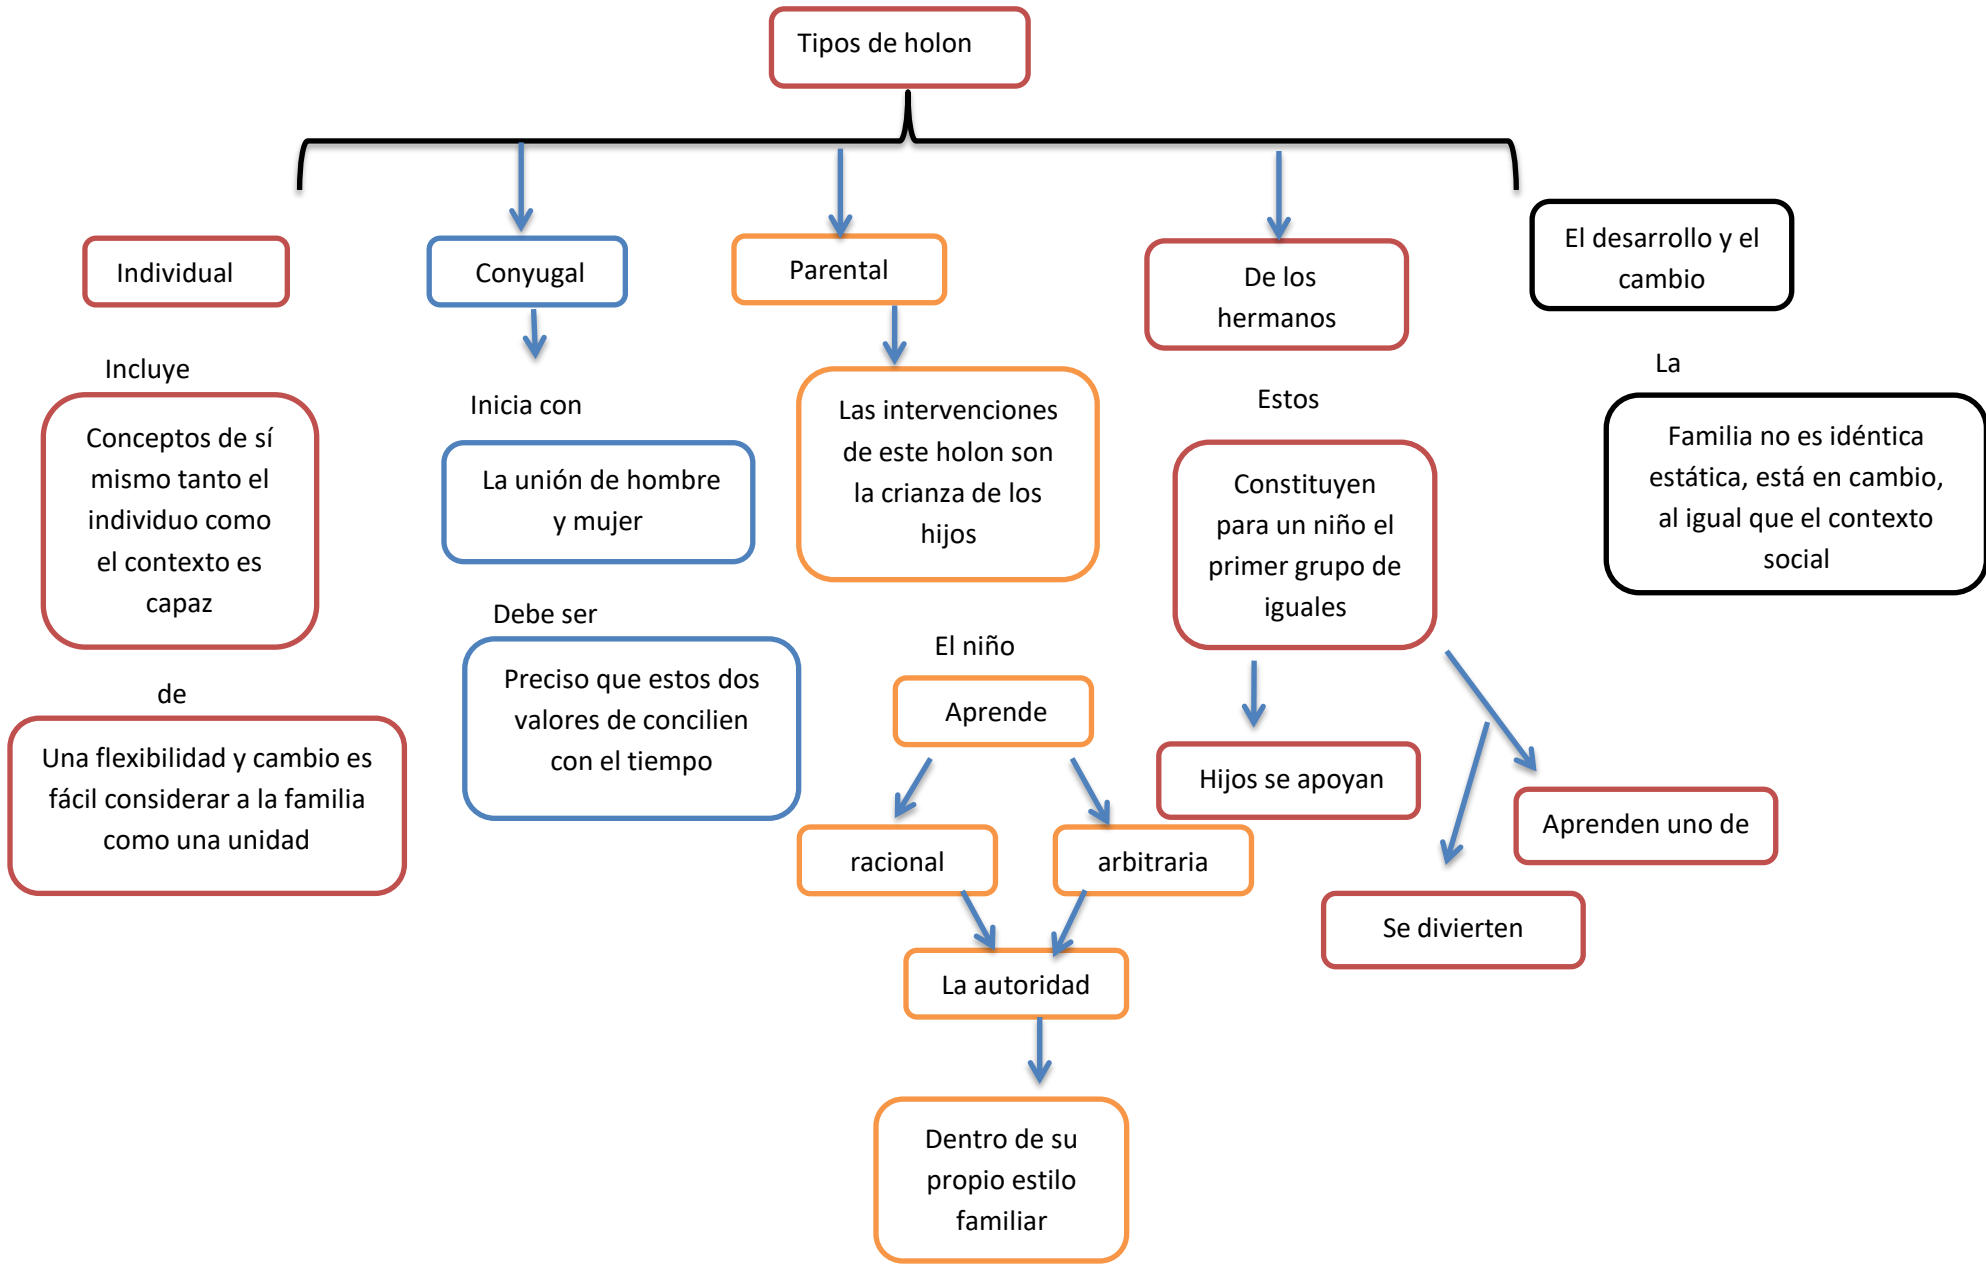 Tipos de holon
Individual
Incluye
Conceptos de sí
mismo tanto el
individuo como
el contexto es
capaz
de
Una flexibilidad y cambio es
fácil considerar a la familia
como una unidad
Conyugal
Inicia con
La unión de hombre
y mujer
Debe ser
Preciso que estos dos
valores de concilien
con el tiempo
Parental
Las intervenciones
de este holon son
la crianza de los
hijos
El niño
Aprende
racional
arbitraria
La autoridad
Dentro de su
propio estilo
familiar
De los
hermanos
Estos
Constituyen
para un niño el
primer grupo de
iguales
Hijos se apoyan
Aprenden uno de
Se divierten
El desarrollo y el
cambio
La
Familia no es idéntica
estática, está en cambio,
al igual que el contexto
social